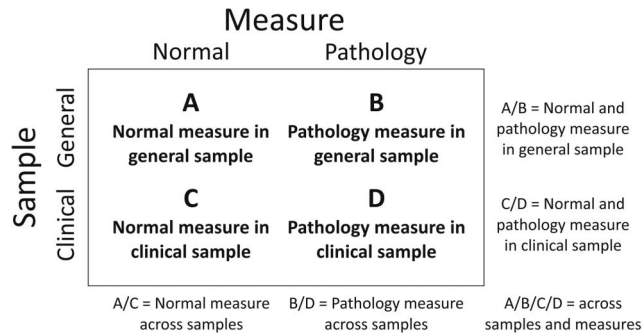 Measure
Normal
Pathology
Sample
General
Clinical
A
Normal measure in
general sample
B
Pathology measure in
general sample
A/B = Normal and
pathology measure
in general sample
C
Normal measure in
clinical sample
D
Pathology measure in
clinical sample
C/D = Normal and
pathology measure
in clinical sample
A/C = Normal measure
across samples
B/D = Pathology measure
across samples
A/B/C/D = across
samples and measures